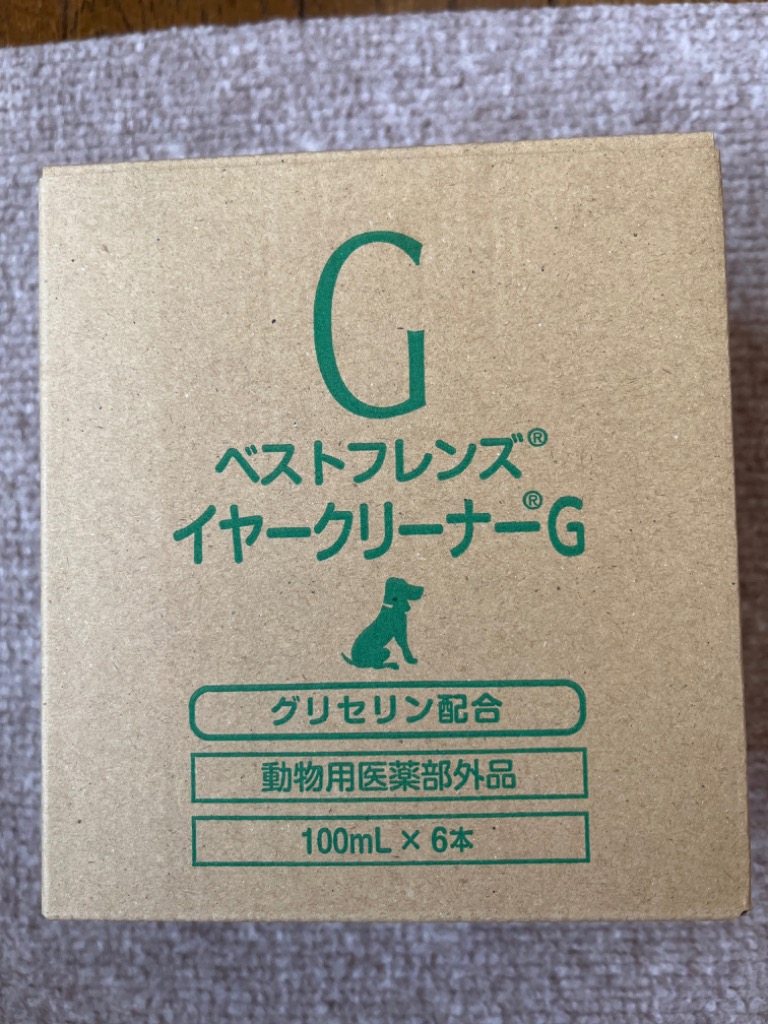 G
ベストフレンズ®
イヤークリーナー®G
グリセリン配合
動物用医薬部外品
100mL × 6本